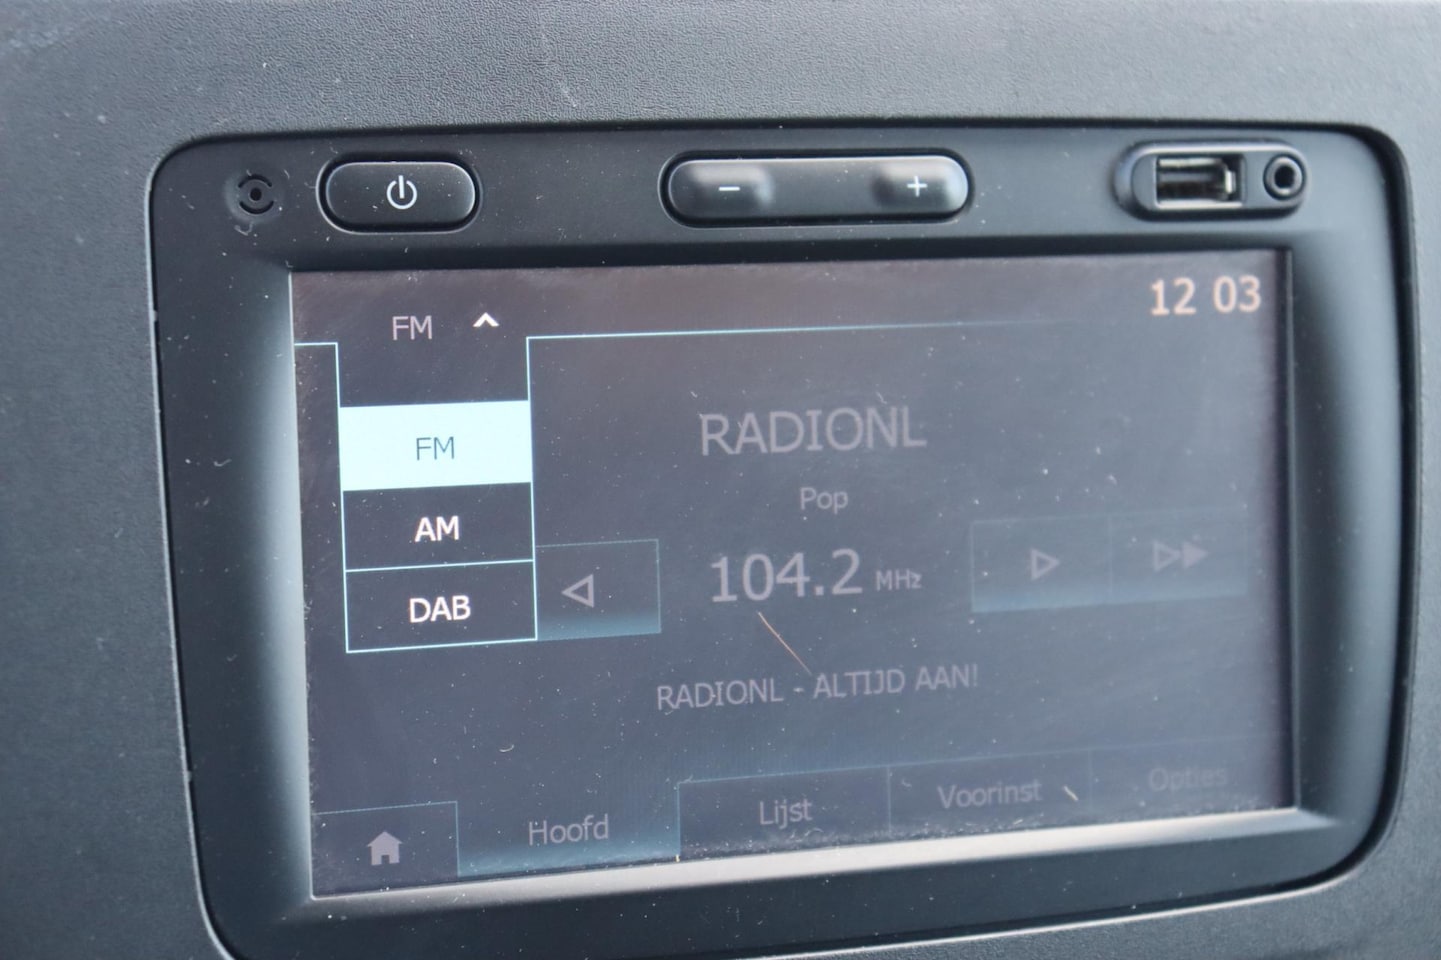 12 03
FM
FM
AM
DAB
RADIONL
Pop
104.2 MHz
RADIONL - ALTIJD AAN!
Hoofd
Lijst
Voorinst
Opties